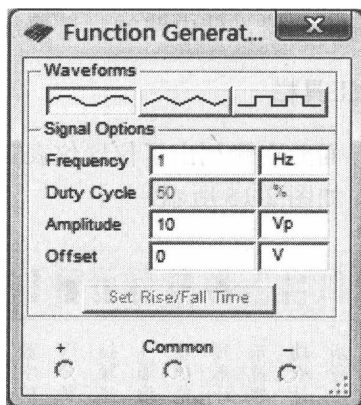 Function Generat...
Waveforms
Signal Options
Frequency 1 Hz
Duty Cycle 50 %
Amplitude 10 Vp
Offset 0 V
Set Rise/Fall Time
+ Common −